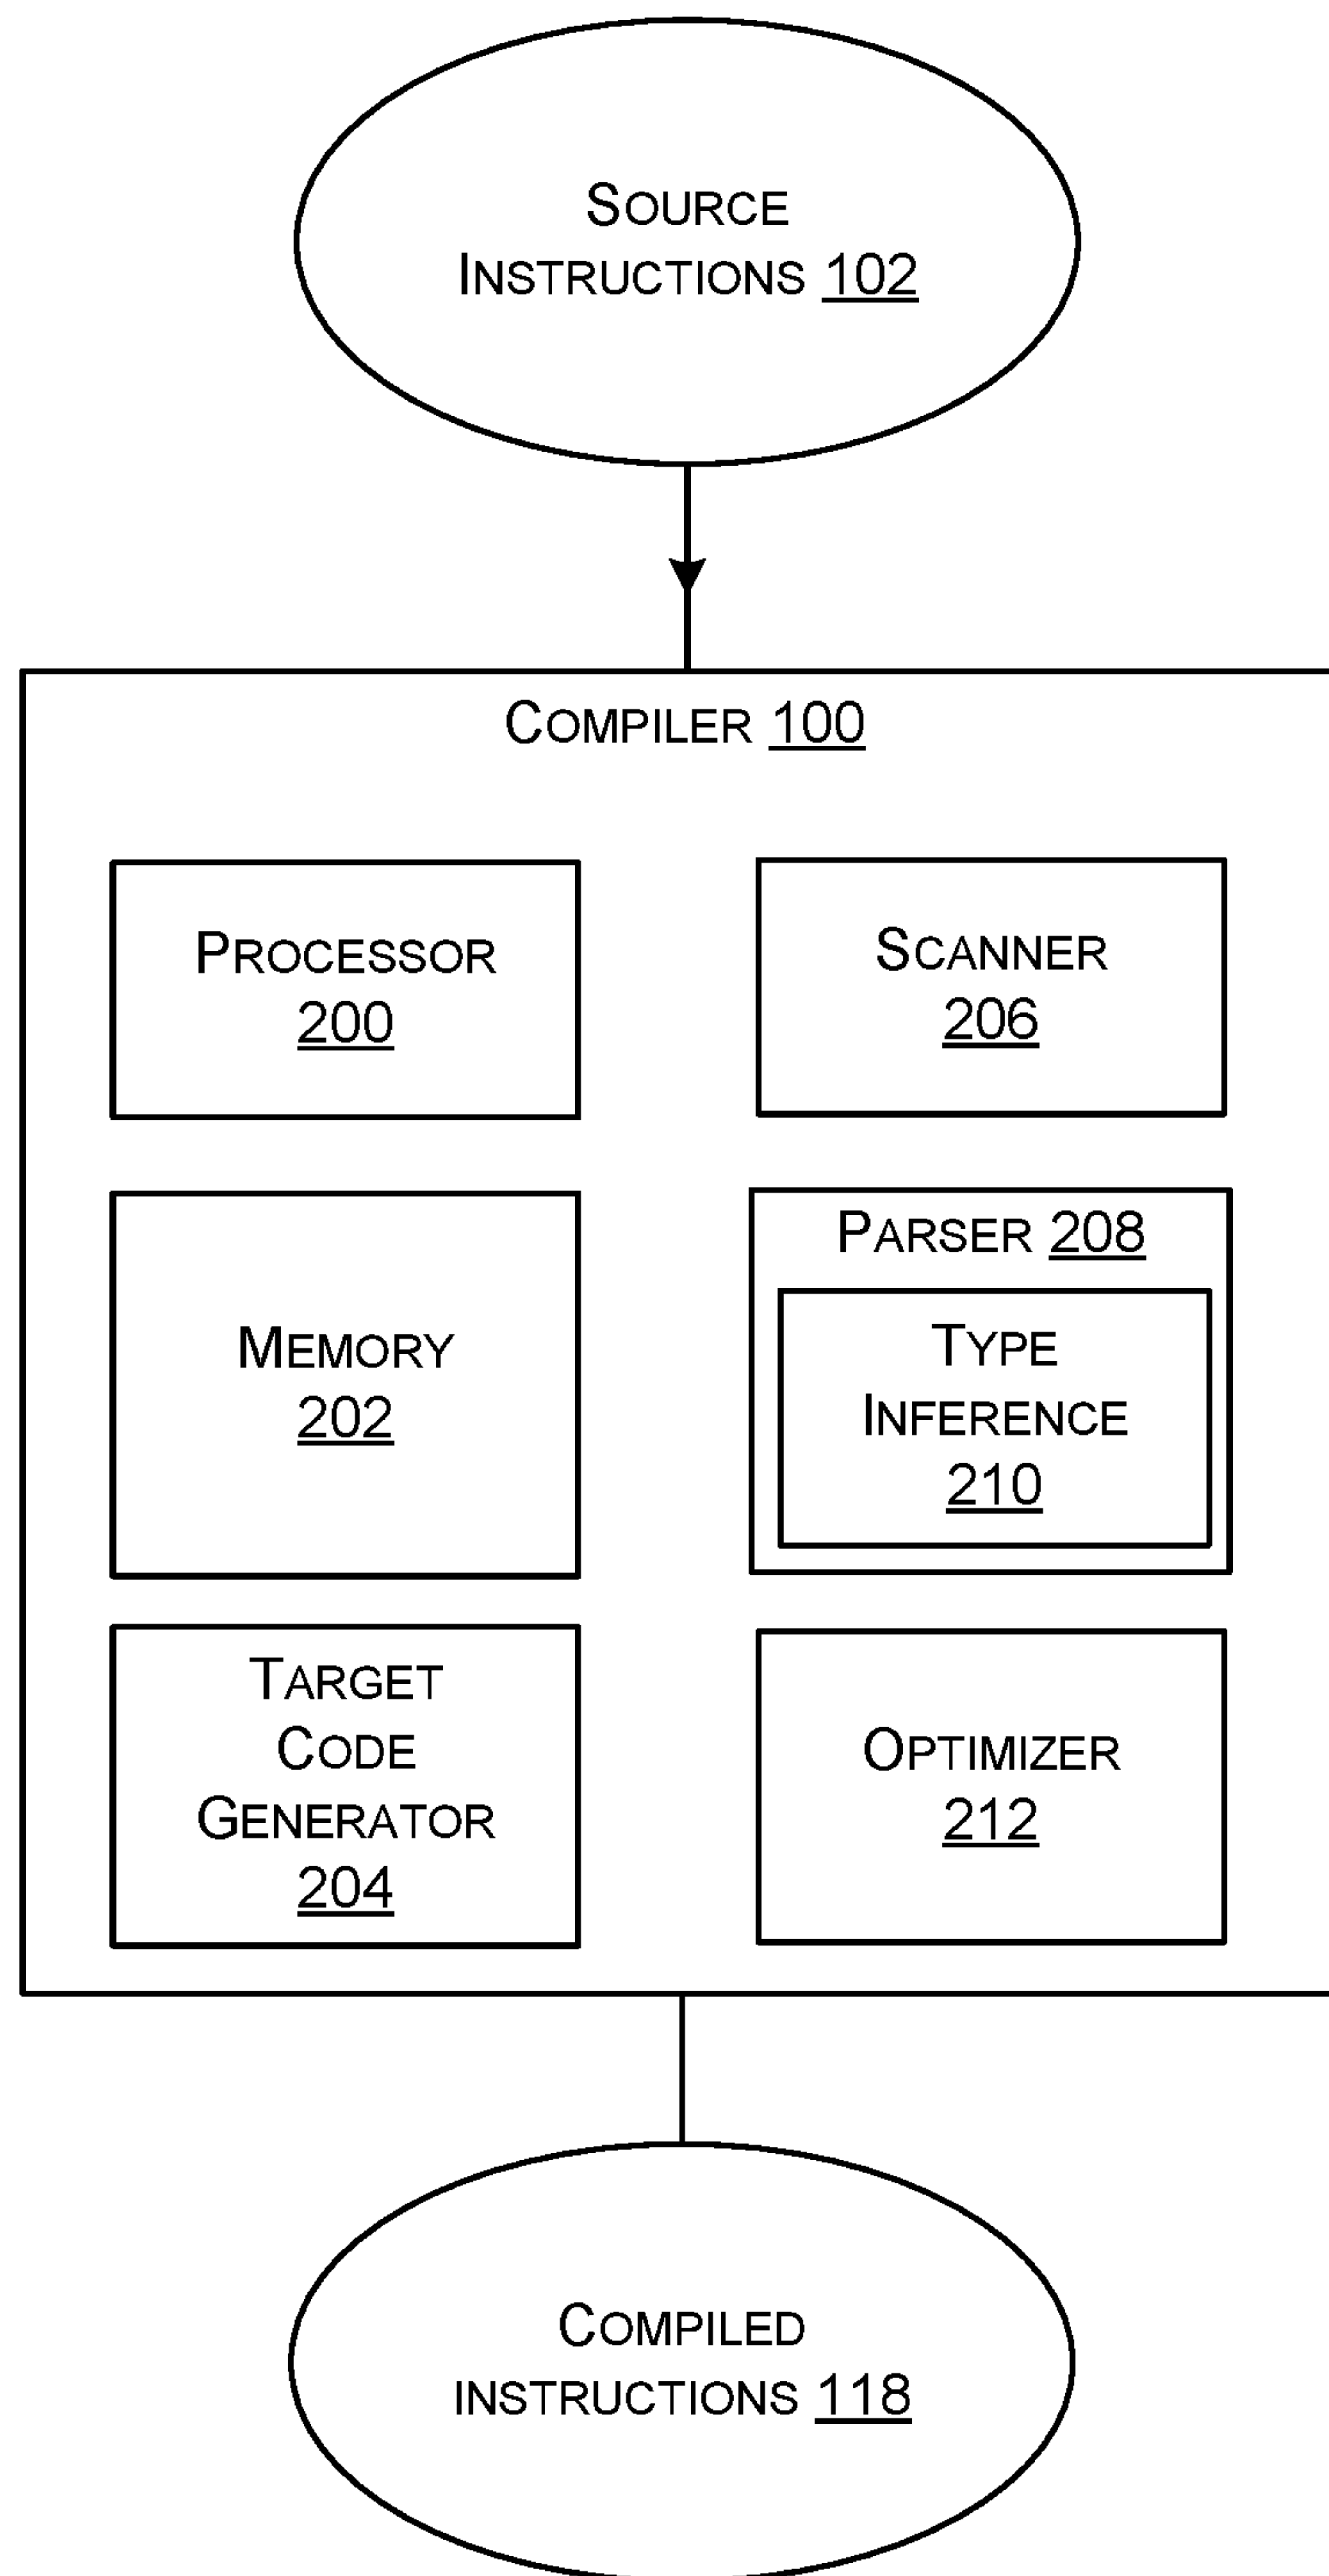 SOURCE
INSTRUCTIONS 102
COMPILER 100
PROCESSOR
200
SCANNER
206
MEMORY
202
PARSER 208
TYPE
INFERENCE
210
TARGET
CODE
GENERATOR
204
OPTIMIZER
212
COMPILED
INSTRUCTIONS 118